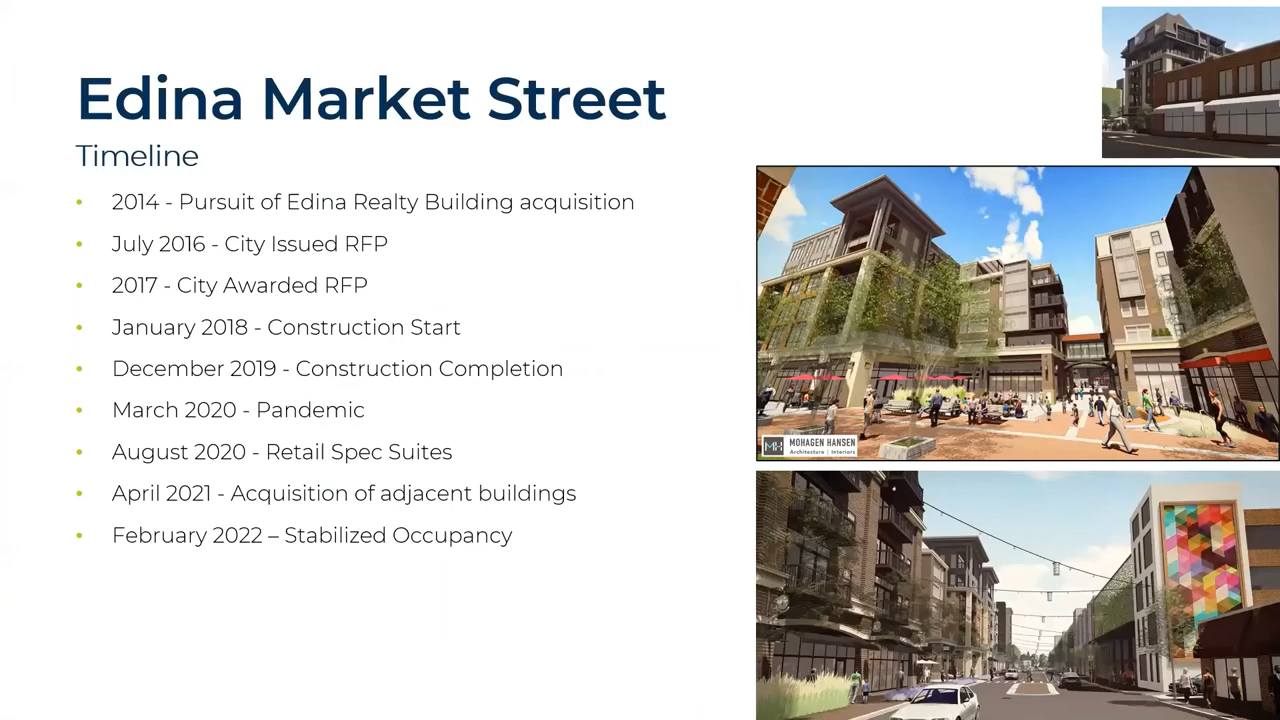 Edina Market Street
Timeline
• 2014 - Pursuit of Edina Realty Building acquisition
• July 2016 - City Issued RFP
• 2017 - City Awarded RFP
• January 2018 - Construction Start
• December 2019 - Construction Completion
• March 2020 - Pandemic
• August 2020 - Retail Spec Suites
• April 2021 - Acquisition of adjacent buildings
• February 2022 – Stabilized Occupancy
MH
MOHAGEN HANSEN
Architecture | Interiors